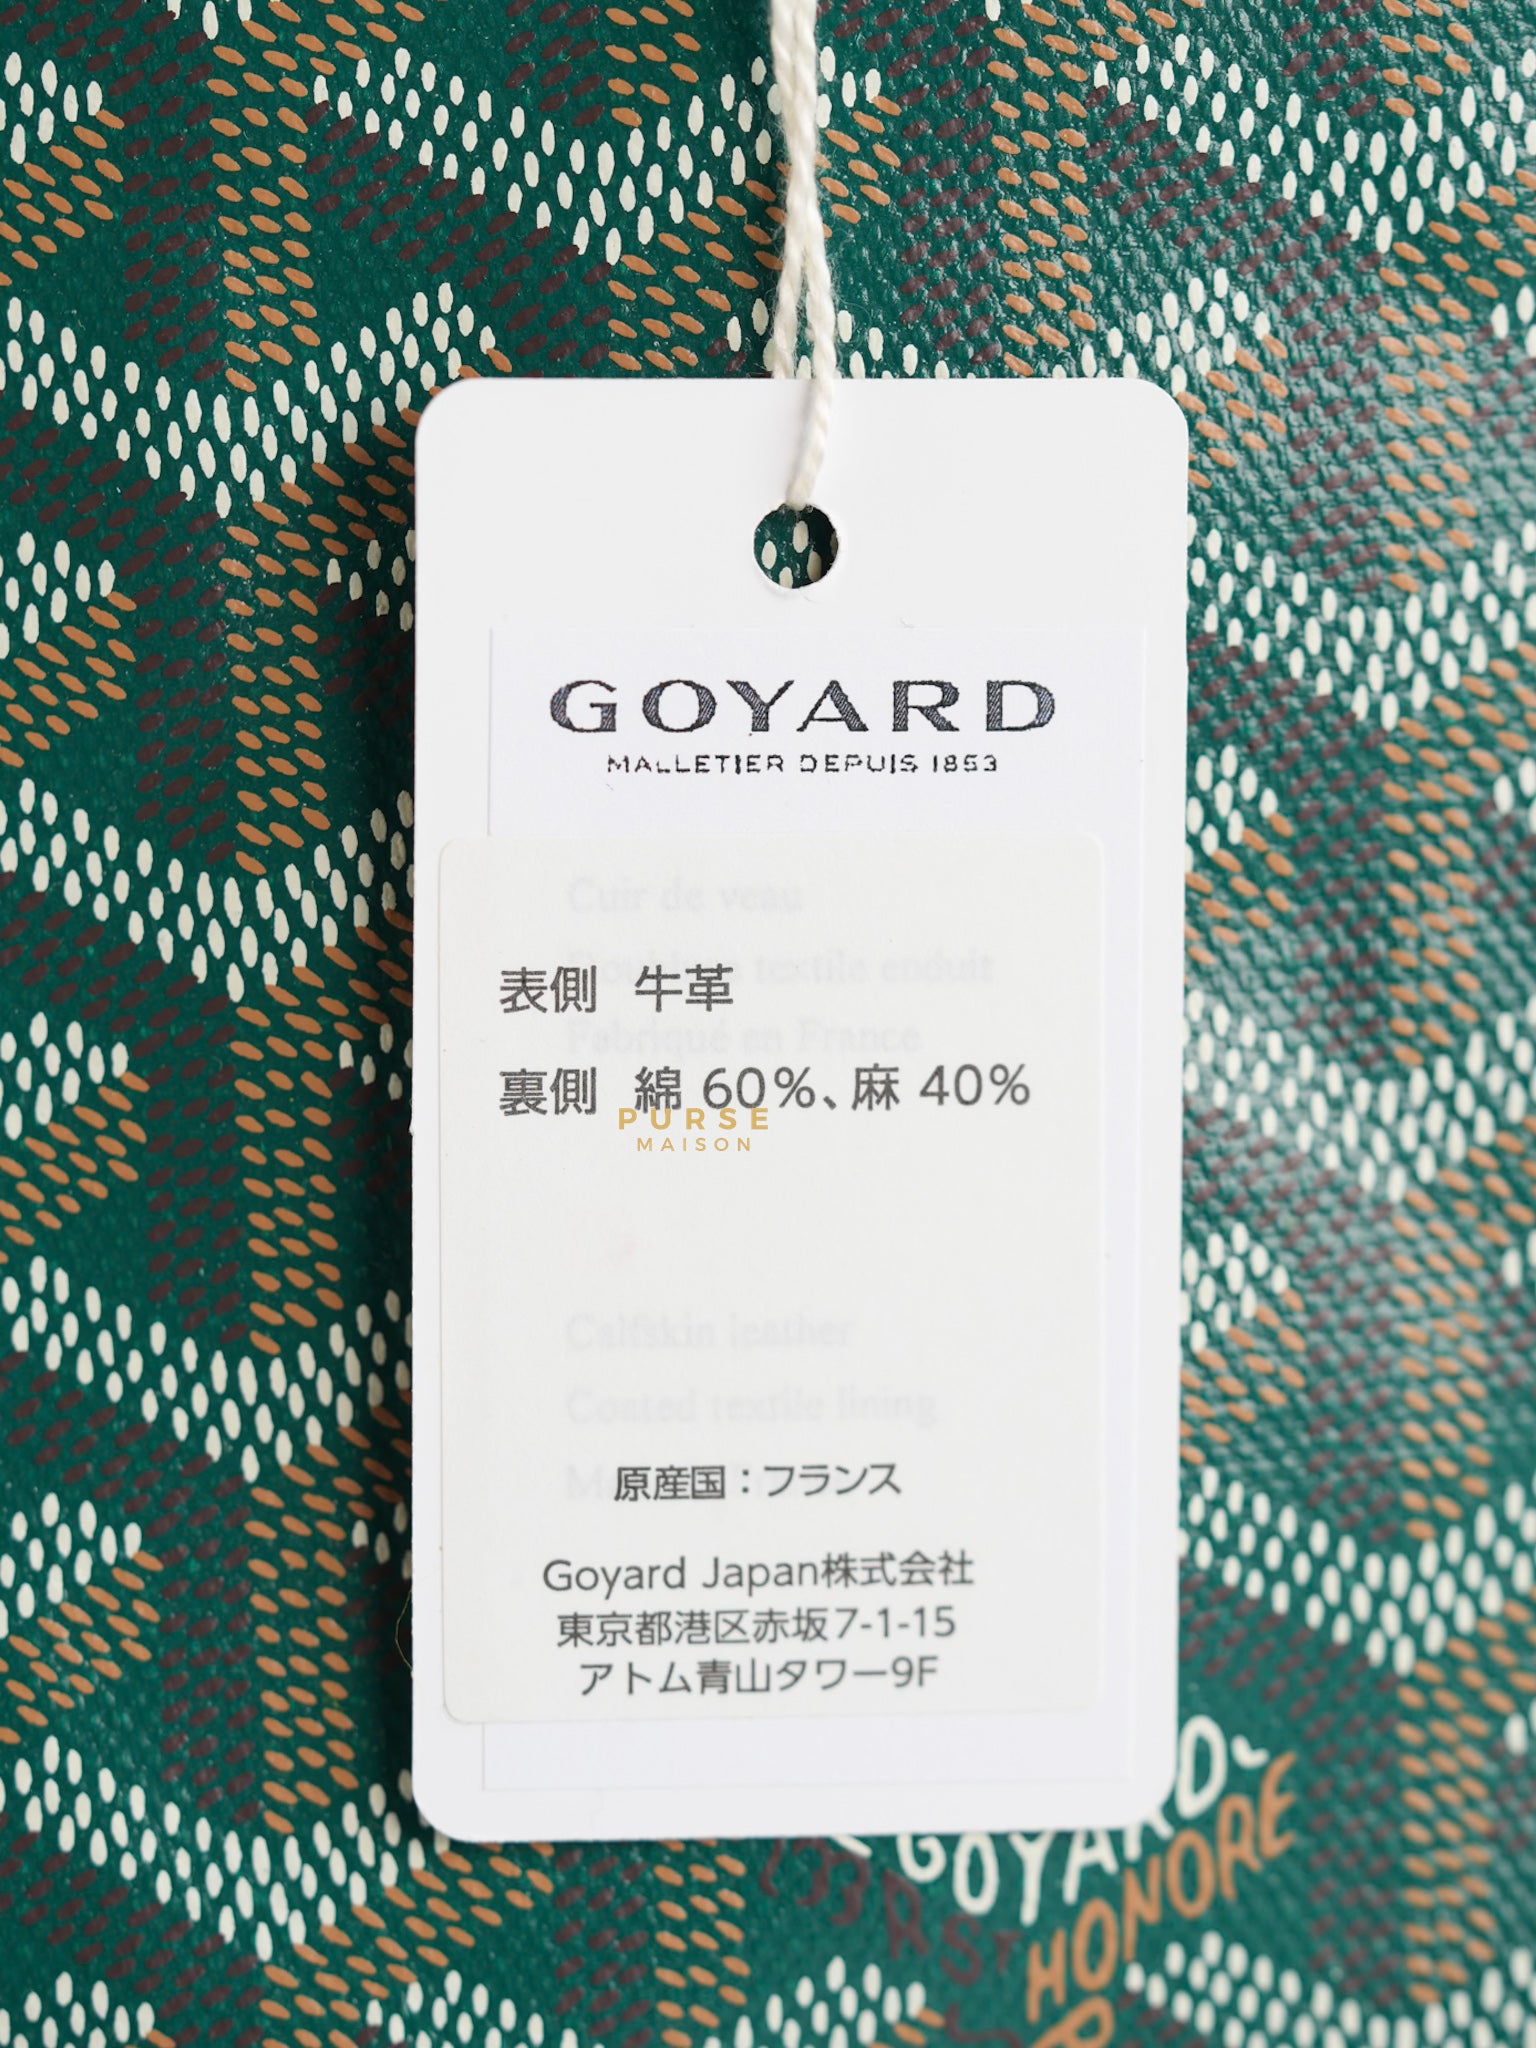 GOYARD
MALLETIER DEPUIS 1853
Cuir de veau
textile enduit
表側 牛革
Fabriqué en France
裏側 綿 60%、麻 40%
PURSE
MAISON
Calfskin leather
Coated textile lining
原産国：フランス
Goyard Japan株式会社
東京都港区赤坂7-1-15
アトム青山タワー9F
GOYARD
HONORE